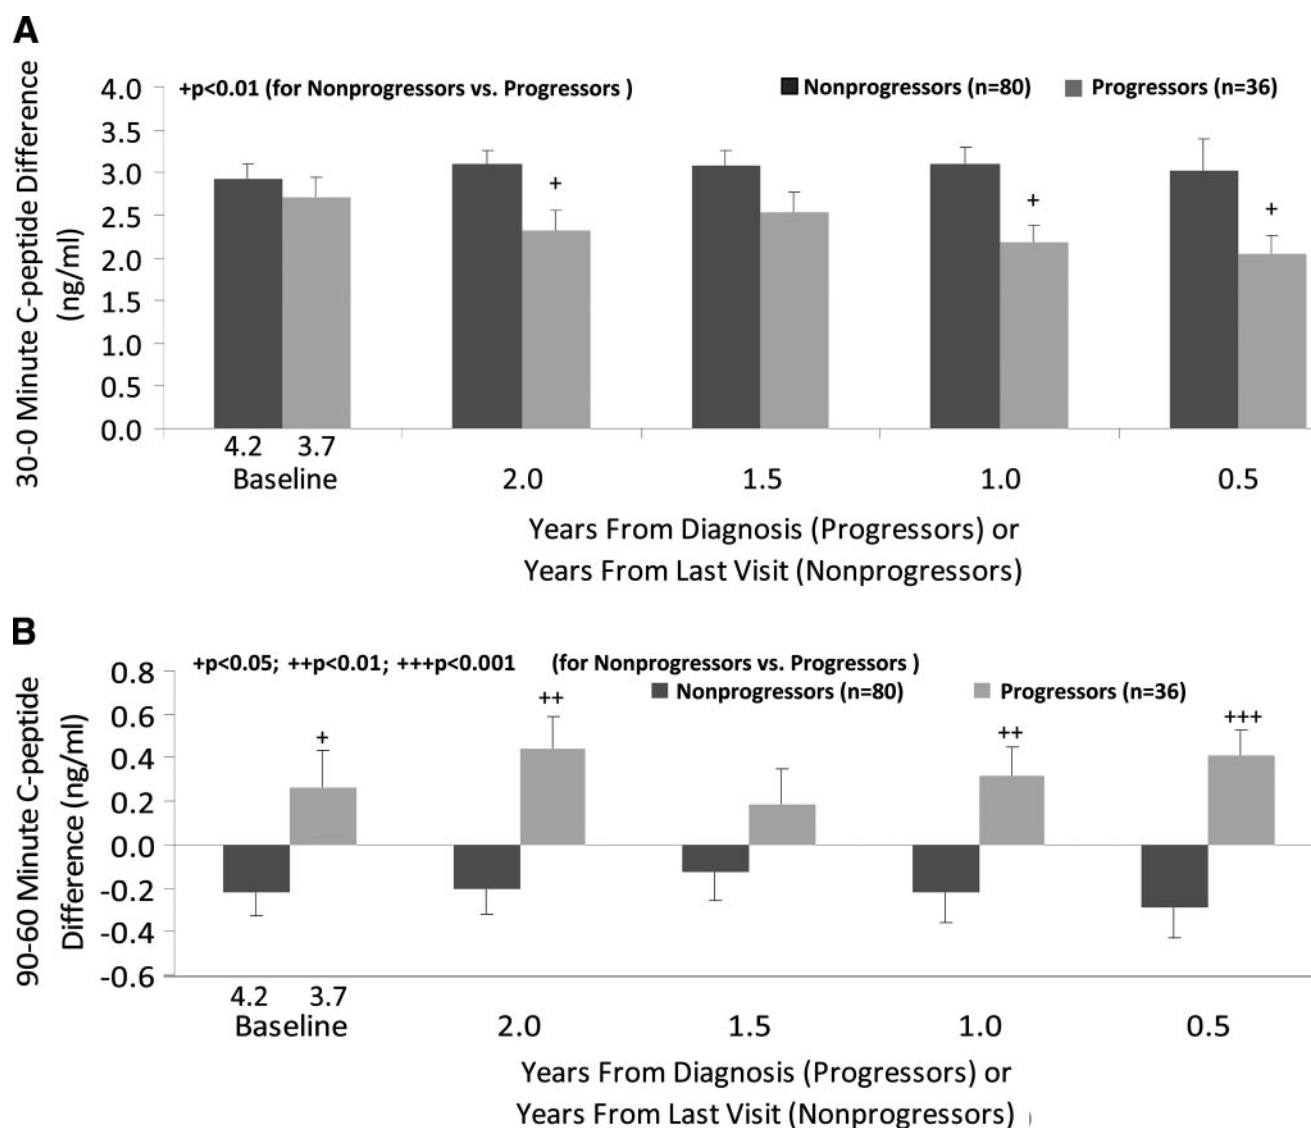 A
30-0 Minute C-peptide Difference
(ng/ml)
+p<0.01 (for Nonprogressors vs. Progressors )
Nonprogressors (n=80) Progressors (n=36)
4.0
3.5
3.0
2.5
2.0
1.5
1.0
0.5
0.0
+
+
+
4.2 3.7
Baseline 2.0 1.5 1.0 0.5
Years From Diagnosis (Progressors) or
Years From Last Visit (Nonprogressors)
B
90-60 Minute C-peptide
Difference (ng/ml)
+p<0.05; ++p<0.01; +++p<0.001 (for Nonprogressors vs. Progressors )
Nonprogressors (n=80) Progressors (n=36)
0.8
0.6
0.4
0.2
0.0
-0.2
-0.4
-0.6
+
++
++
+++
4.2 3.7
Baseline 2.0 1.5 1.0 0.5
Years From Diagnosis (Progressors) or
Years From Last Visit (Nonprogressors) )